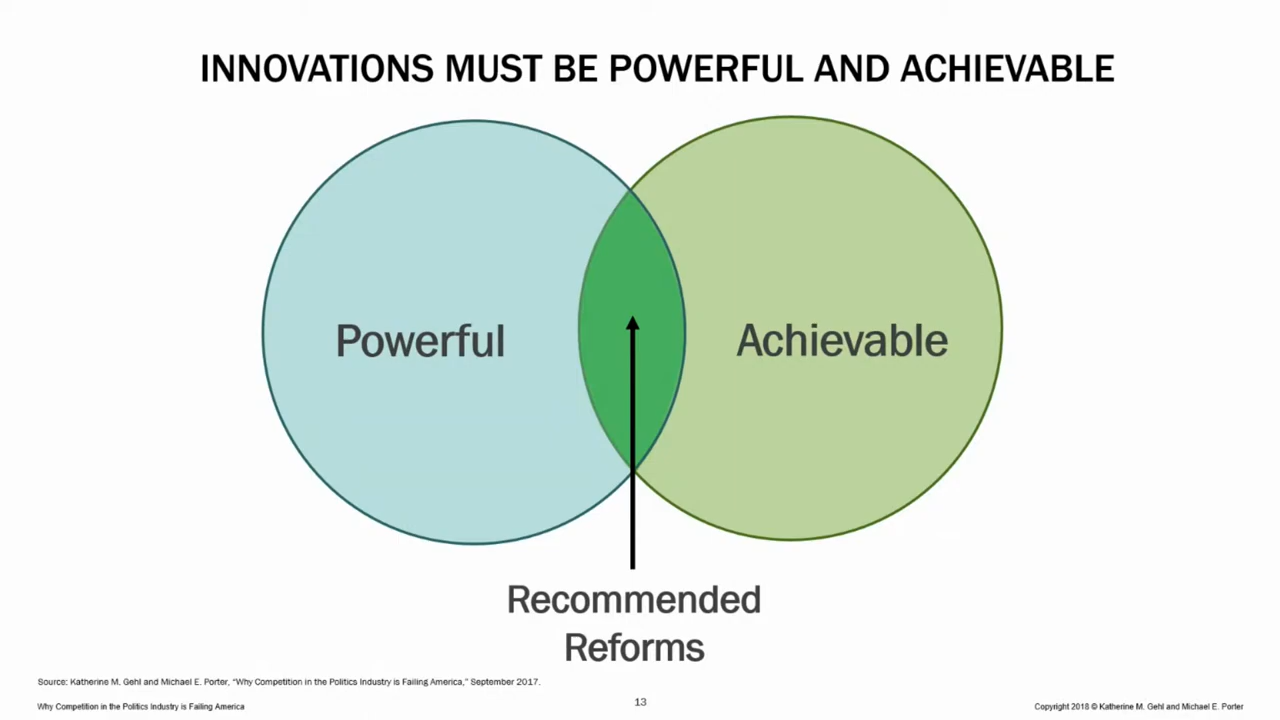 INNOVATIONS MUST BE POWERFUL AND ACHIEVABLE
Powerful
Achievable
Recommended
Reforms
Source: Katherine M. Gehl and Michael E. Porter, “Why Competition in the Politics Industry is Failing America,” September 2017.
Why Competition in the Politics Industry is Failing America
13
Copyright 2018 © Katherine M. Gehl and Michael E. Porter